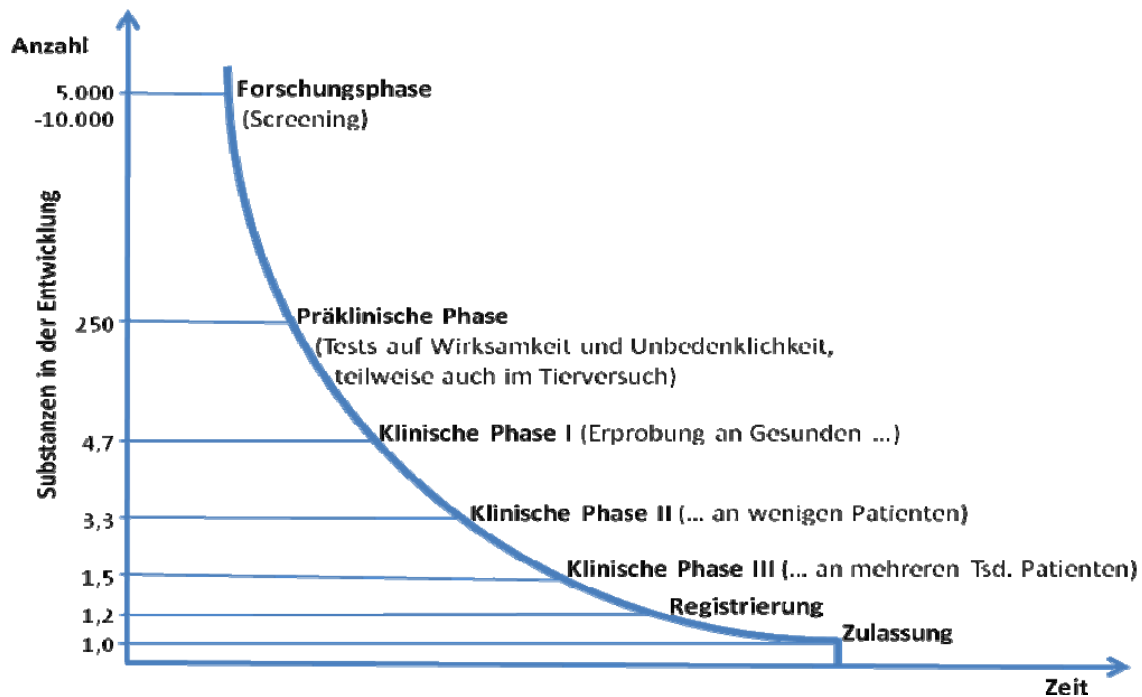 Anzahl
5.000
-10.000
Forschungsphase
(Screening)
Substanzen in der Entwicklung
250
Präklinische Phase
(Tests auf Wirksamkeit und Unbedenklichkeit,
teilweise auch im Tierversuch)
4,7
Klinische Phase I (Erprobung an Gesunden ...)
3,3
Klinische Phase II (... an wenigen Patienten)
1,5
Klinische Phase III (... an mehreren Tsd. Patienten)
1,2
Registrierung
1,0
Zulassung
Zeit